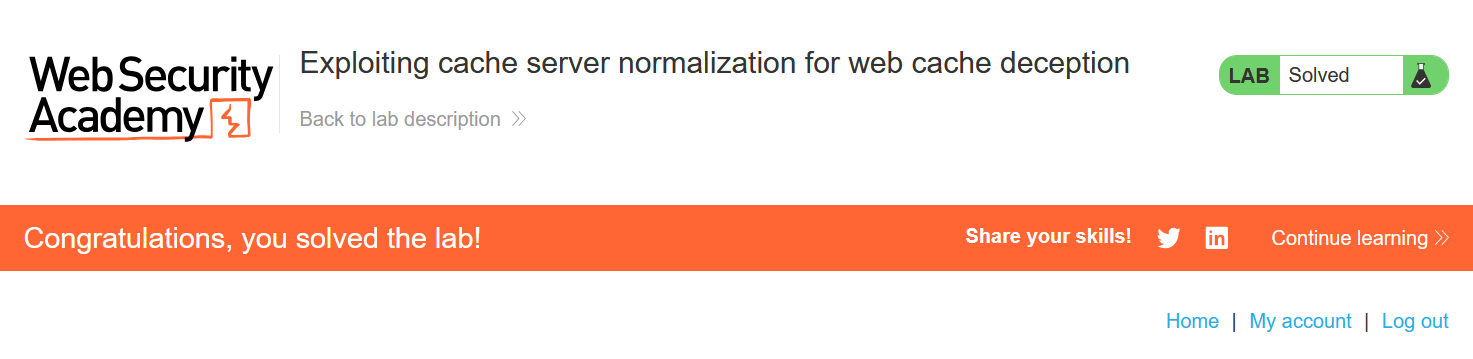 Web Security
Academy
Exploiting cache server normalization for web cache deception
Back to lab description
LAB Solved
Congratulations, you solved the lab!
Share your skills!
Continue learning
Home | My account | Log out